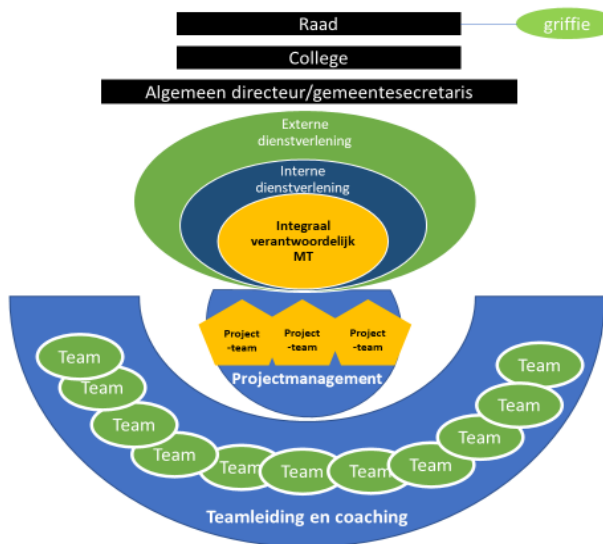 Raad
griffie
College
Algemeen directeur/gemeentesecretaris
Externe
dienstverlening
Interne
dienstverlening
Integraal
verantwoordelijk
MT
Project
-team
Project
-team
Project
-team
Projectmanagement
Team
Team
Team
Team
Team
Team
Team
Team
Team
Team
Team
Teamleiding en coaching